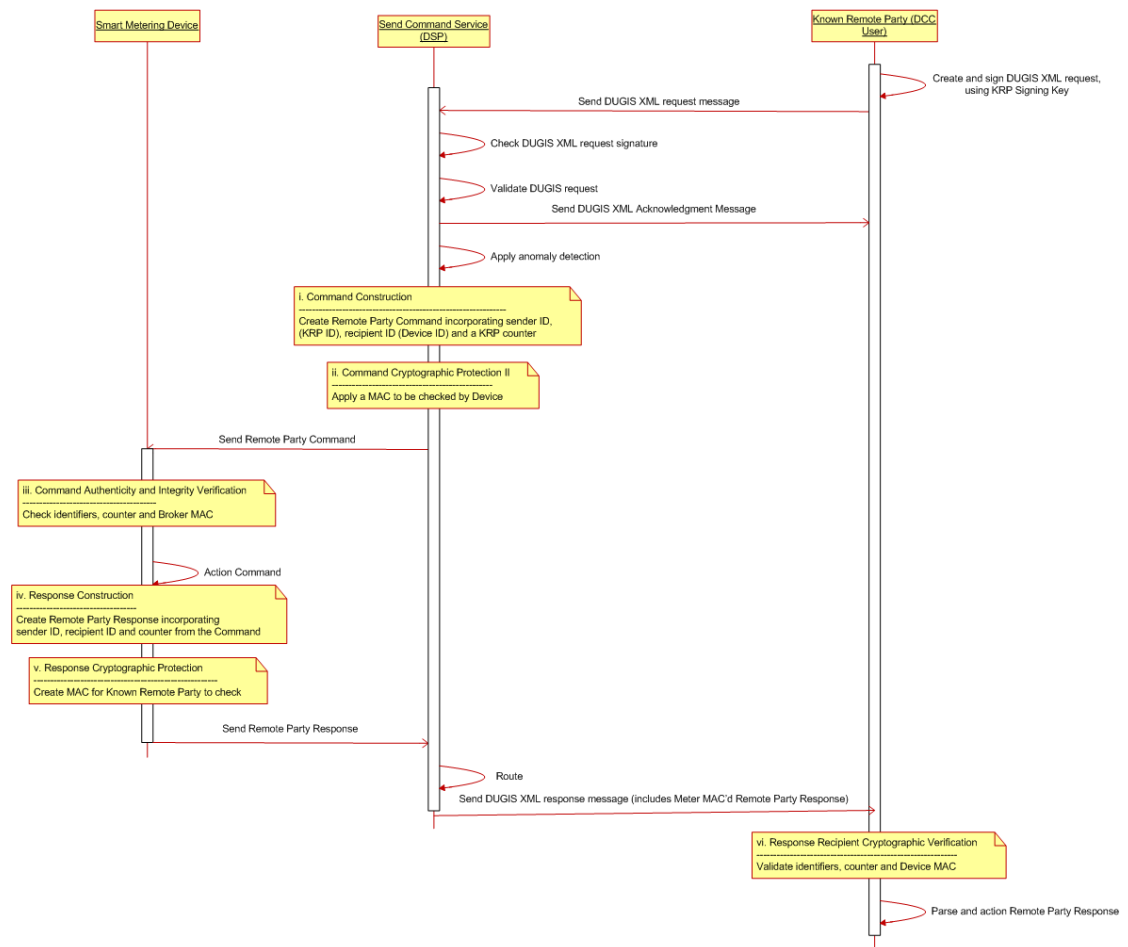 Smart Metering Device
Send Command Service
(DSP)
Known Remote Party (DCC
User)
Create and sign DUGIS XML request,
using KRP Signing Key
Send DUGIS XML request message
Check DUGIS XML request signature
Validate DUGIS request
Send DUGIS XML Acknowledgment Message
Apply anomaly detection
i. Command Construction
Create Remote Party Command incorporating sender ID,
(KRP ID), recipient ID (Device ID) and a KRP counter
ii. Command Cryptographic Protection II
Apply a MAC to be checked by Device
Send Remote Party Command
iii. Command Authenticity and Integrity Verification
Check identifiers, counter and Broker MAC
Action Command
iv. Response Construction
Create Remote Party Response incorporating
sender ID, recipient ID and counter from the Command
v. Response Cryptographic Protection
Create MAC for Known Remote Party to check
Send Remote Party Response
Route
Send DUGIS XML response message (includes Meter MAC'd Remote Party Response)
vi. Response Recipient Cryptographic Verification
Validate identifiers, counter and Device MAC
Parse and action Remote Party Response